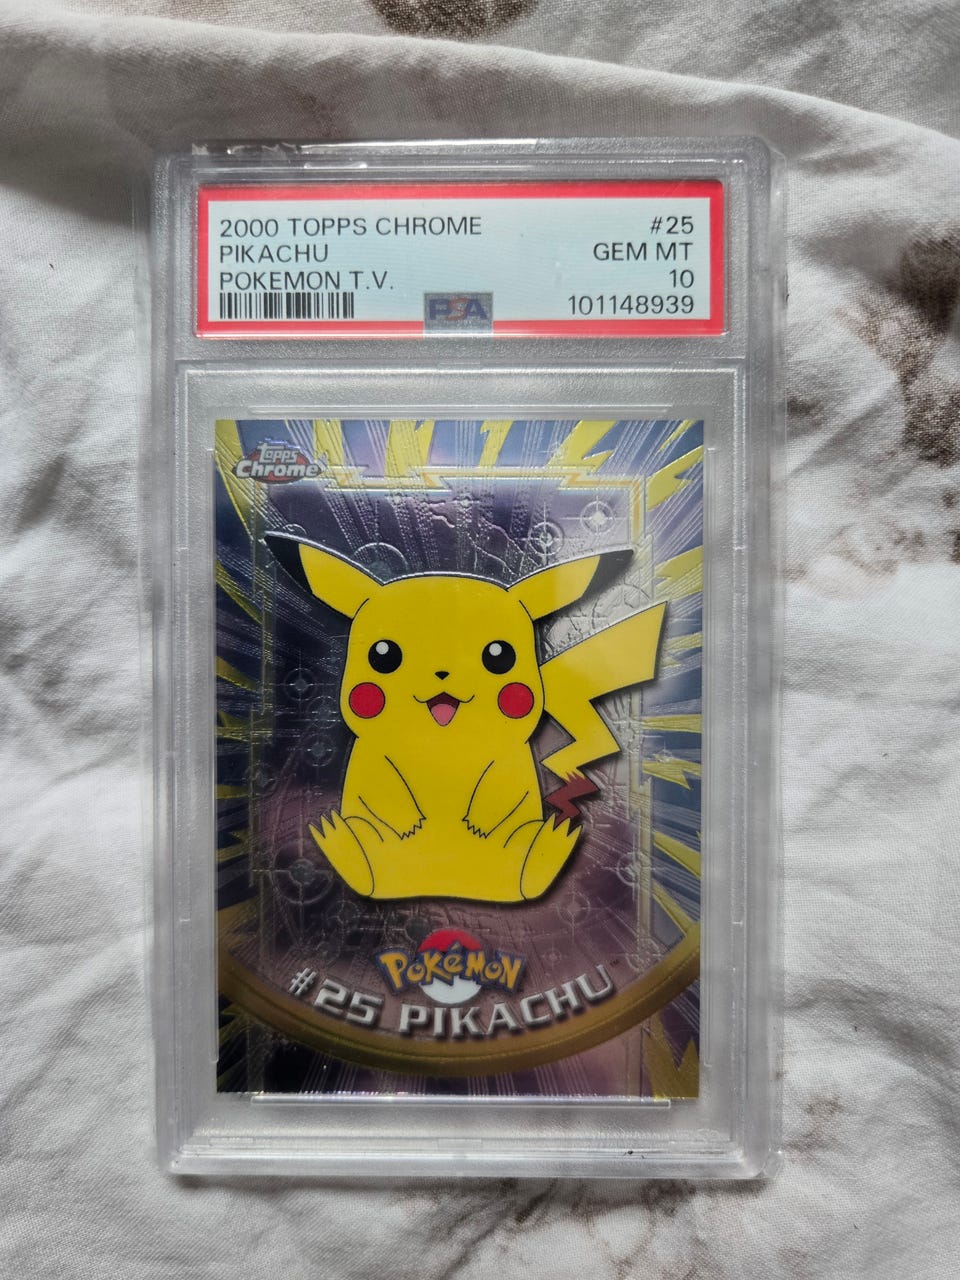 2000 TOPPS CHROME #25
PIKACHU GEM MT
POKEMON T.V. 10
PSA 101148939
Topps
Chrome
POKéMON
#25 PIKACHU